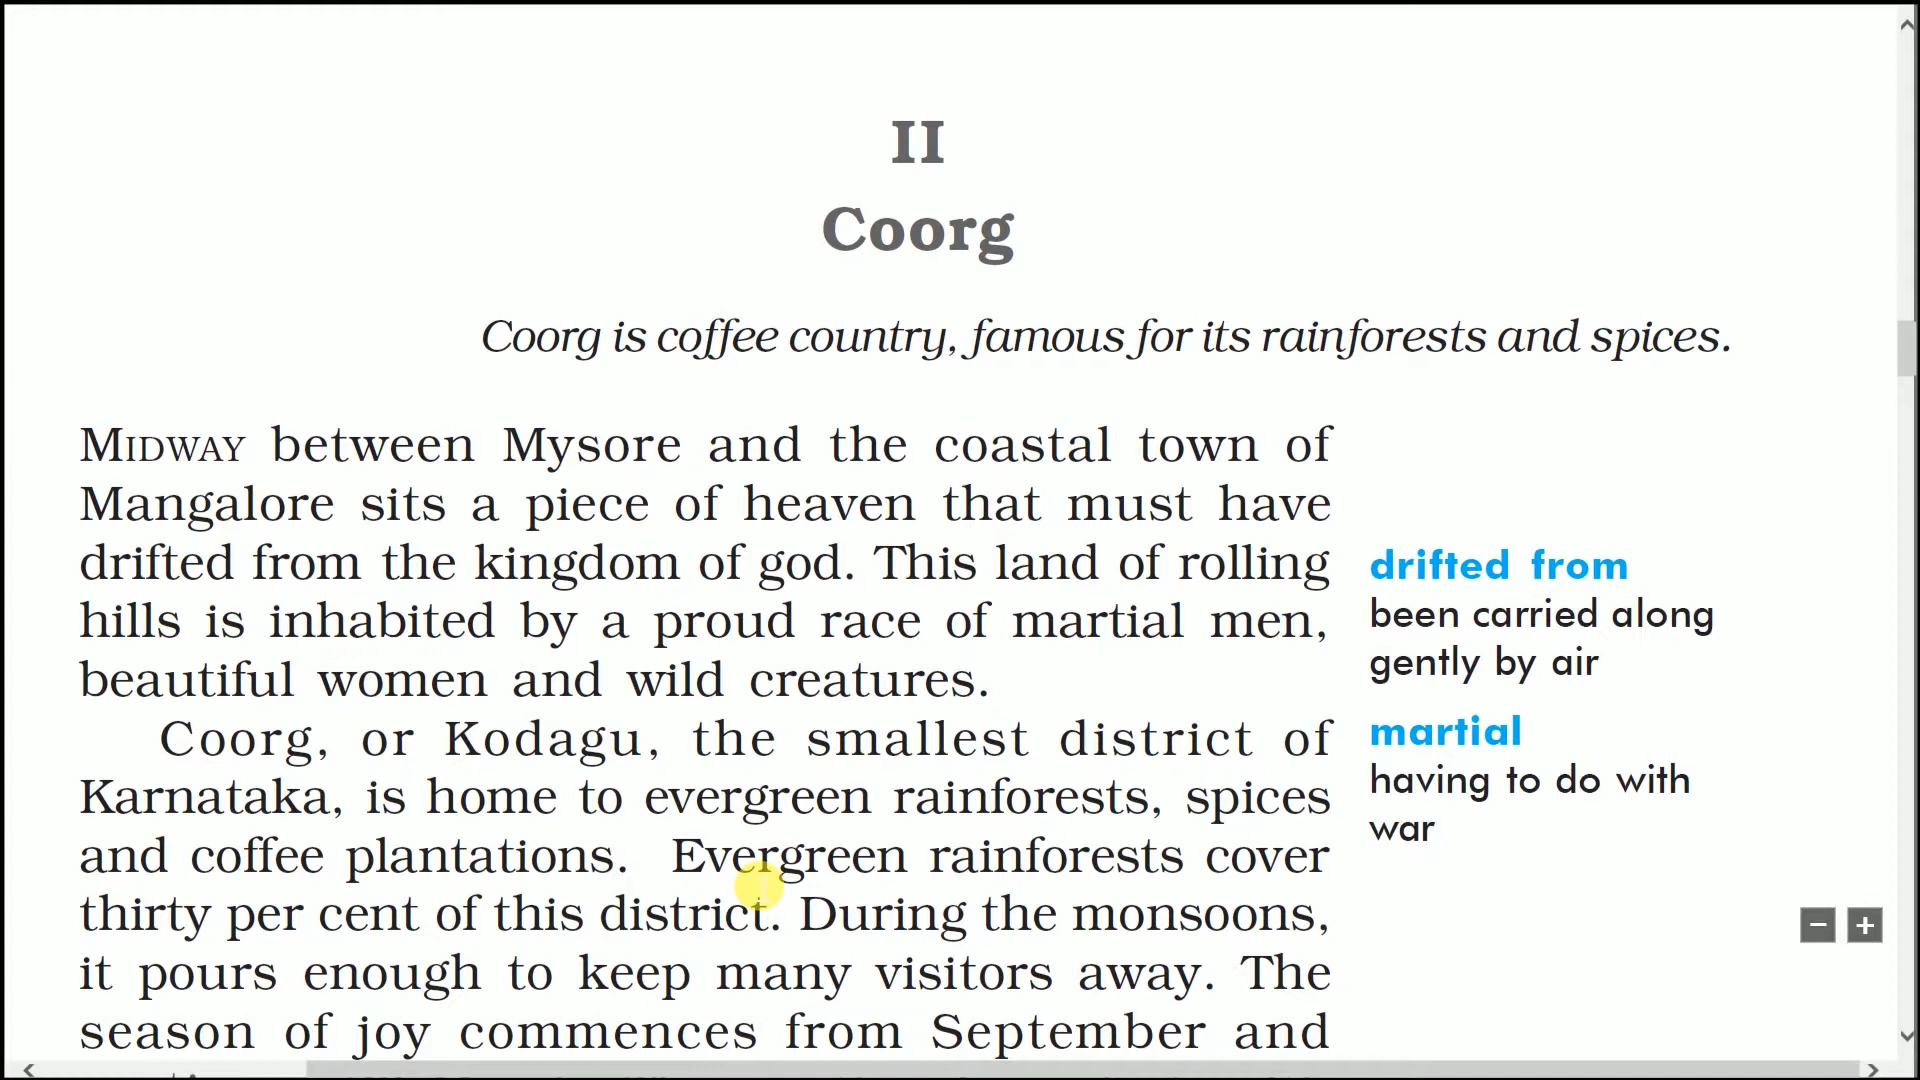 II
Coorg
Coorg is coffee country, famous for its rainforests and spices.
MIDWAY between Mysore and the coastal town of
Mangalore sits a piece of heaven that must have
drifted from the kingdom of god. This land of rolling
hills is inhabited by a proud race of martial men,
beautiful women and wild creatures.
Coorg, or Kodagu, the smallest district of
Karnataka, is home to evergreen rainforests, spices
and coffee plantations. Evergreen rainforests cover
thirty per cent of this district. During the monsoons,
it pours enough to keep many visitors away. The
season of joy commences from September and
drifted from
been carried along
gently by air
martial
having to do with
war